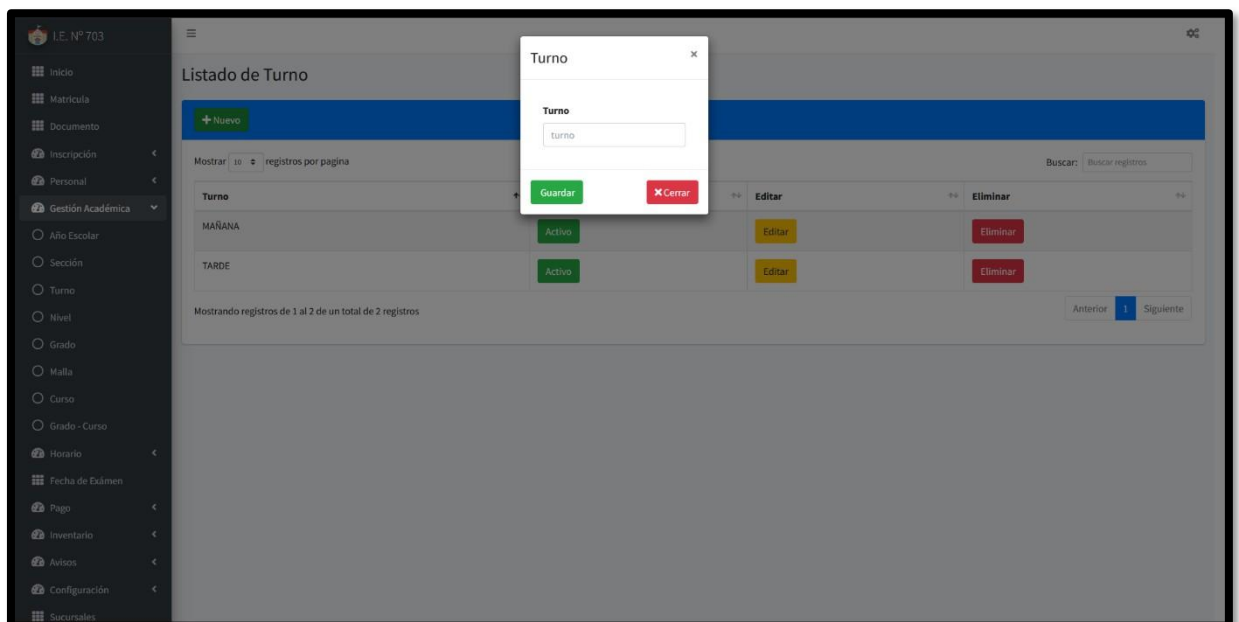 I.E. Nº 703
Inicio
Matricula
Documento
Inscripción
Personal
Gestión Académica
Año Escolar
Sección
Turno
Nivel
Grado
Malla
Curso
Grado - Curso
Horario
Fecha de Exámen
Pago
Inventario
Avisos
Configuración
Sucursales
Listado de Turno
+ Nuevo
Mostrar 10 registros por pagina
Buscar: Buscar registros
Turno Editar Eliminar
MAÑANA Activo Editar Eliminar
TARDE Activo Editar Eliminar
Mostrando registros de 1 al 2 de un total de 2 registros
Anterior 1 Siguiente
Turno ×
Turno
turno
Guardar ×Cerrar